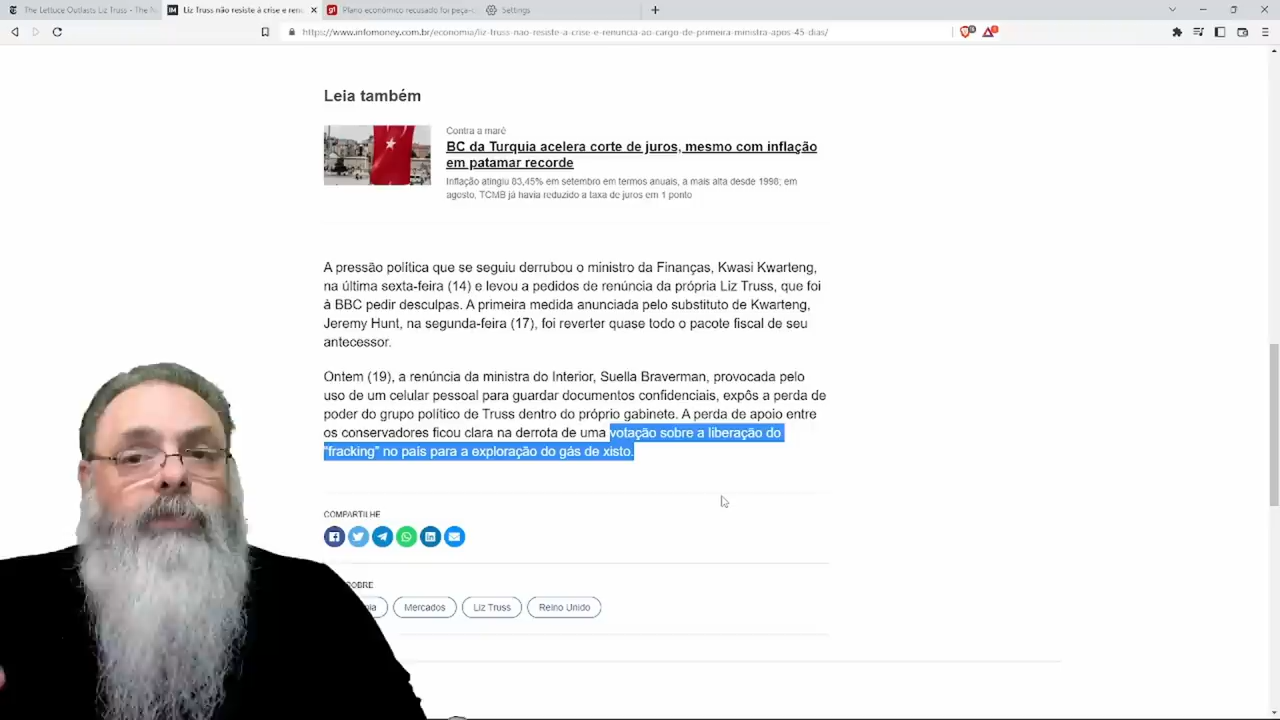 The Lettuce Outlasts Liz Truss - The N
Liz Truss não resiste à crise e renu
Plano econômico recusado foi peça-c
Settings
https://www.infomoney.com.br/economia/liz-truss-nao-resiste-a-crise-e-renuncia-ao-cargo-de-primeira-ministra-apos-45-dias/
Leia também
Contra a maré
BC da Turquia acelera corte de juros, mesmo com inflação
em patamar recorde
Inflação atingiu 83,45% em setembro em termos anuais, a mais alta desde 1998; em
agosto, TCMB já havia reduzido a taxa de juros em 1 ponto
A pressão política que se seguiu derrubou o ministro da Finanças, Kwasi Kwarteng,
na última sexta-feira (14) e levou a pedidos de renúncia da própria Liz Truss, que foi
à BBC pedir desculpas. A primeira medida anunciada pelo substituto de Kwarteng,
Jeremy Hunt, na segunda-feira (17), foi reverter quase todo o pacote fiscal de seu
antecessor.
Ontem (19), a renúncia da ministra do Interior, Suella Braverman, provocada pelo
uso de um celular pessoal para guardar documentos confidenciais, expôs a perda de
poder do grupo político de Truss dentro do próprio gabinete. A perda de apoio entre
os conservadores ficou clara na derrota de uma votação sobre a liberação do
“fracking” no país para a exploração do gás de xisto.
COMPARTILHE
OBRE
Mercados
Liz Truss
Reino Unido